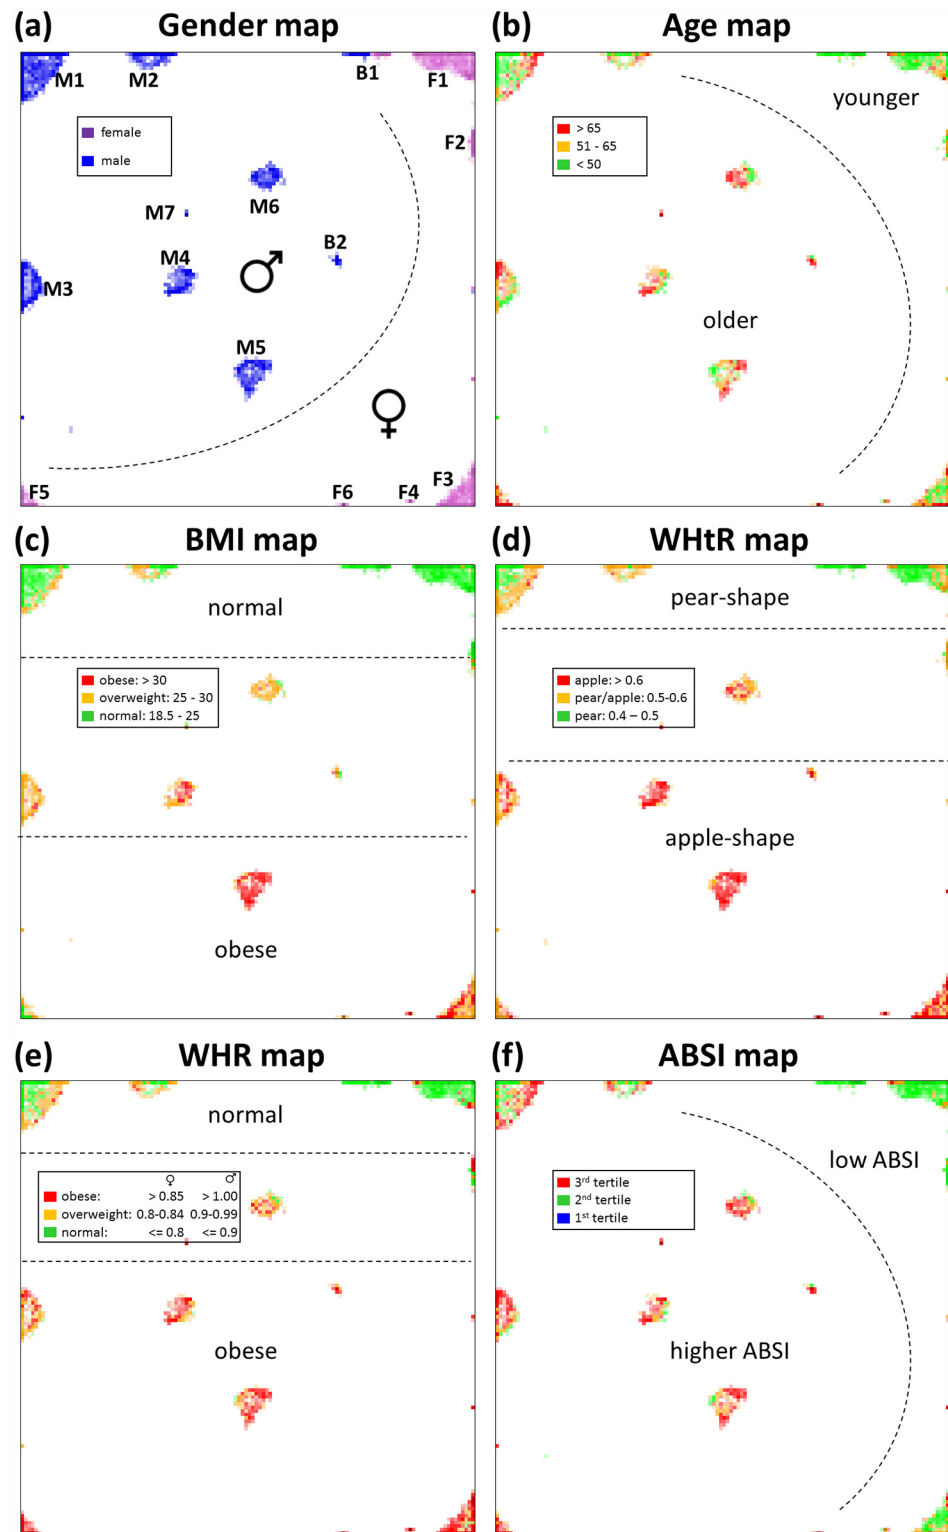 (a) Gender map
M1 M2 B1 F1
female
male
F2
M6
M7
B2
M4
M3
M5
F5 F6 F4 F3
(b) Age map
younger
> 65
51 - 65
< 50
older
(c) BMI map
normal
obese: > 30
overweight: 25 - 30
normal: 18.5 - 25
obese
(d) WHtR map
pear-shape
apple: > 0.6
pear/apple: 0.5-0.6
pear: 0.4 – 0.5
apple-shape
(e) WHR map
normal
♀ ♂
obese: > 0.85 > 1.00
overweight: 0.8-0.84 0.9-0.99
normal: <= 0.8 <= 0.9
obese
(f) ABSI map
low ABSI
3rd tertile
2nd tertile
1st tertile
higher ABSI